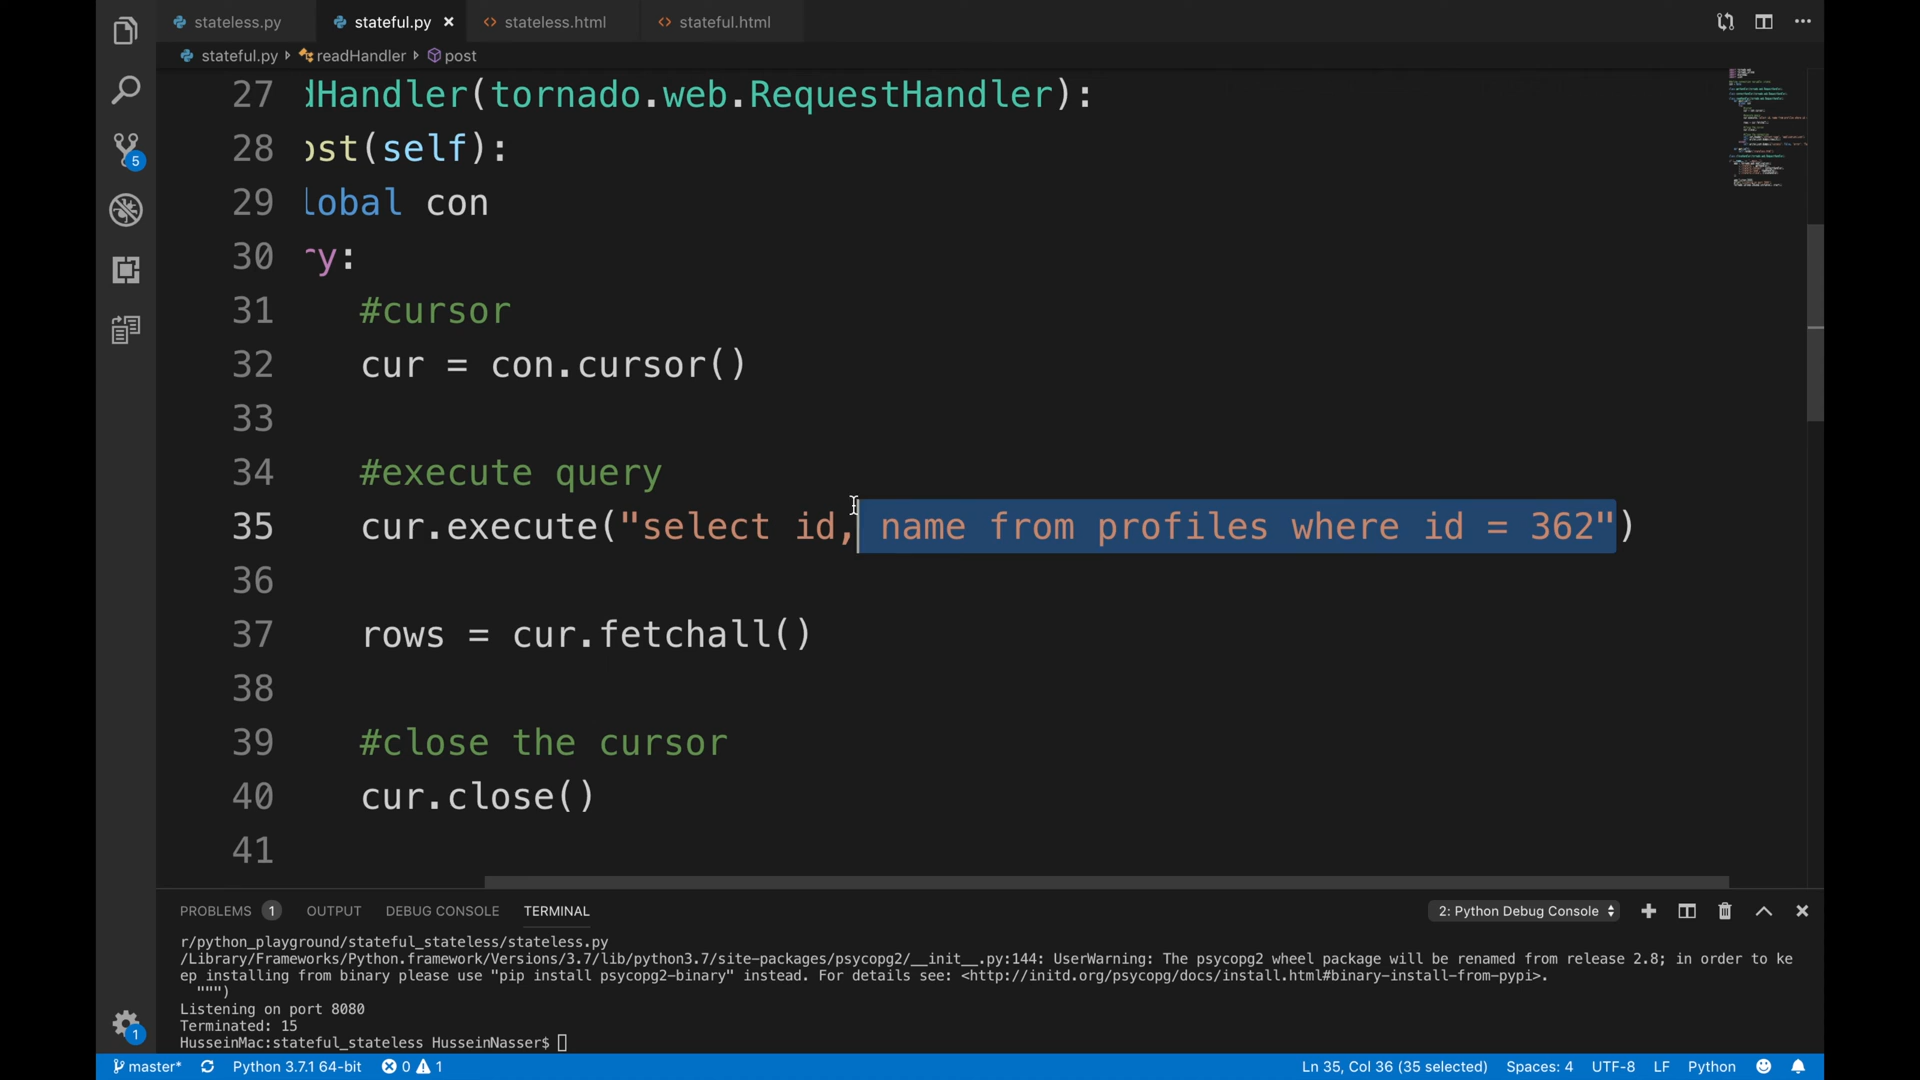 stateless.py
stateful.py
stateless.html
stateful.html
stateful.py
readHandler
post
27 dHandler(tornado.web.RequestHandler):
28 ost(self):
29 lobal con
30 ry:
31 #cursor
32 cur = con.cursor()
33
34 #execute query
35 cur.execute("select id, name from profiles where id = 362")
36
37 rows = cur.fetchall()
38
39 #close the cursor
40 cur.close()
41
5
PROBLEMS 1 OUTPUT DEBUG CONSOLE TERMINAL
2: Python Debug Console
r/python_playground/stateful_stateless/stateless.py
/Library/Frameworks/Python.framework/Versions/3.7/lib/python3.7/site-packages/psycopg2/__init__.py:144: UserWarning: The psycopg2 wheel package will be renamed from release 2.8; in order to ke
ep installing from binary please use "pip install psycopg2-binary" instead. For details see: <http://initd.org/psycopg/docs/install.html#binary-install-from-pypi>.
""")
Listening on port 8080
Terminated: 15
HusseinMac:stateful_stateless HusseinNasser$
1
master* Python 3.7.1 64-bit 0 1 Ln 35, Col 36 (35 selected) Spaces: 4 UTF-8 LF Python